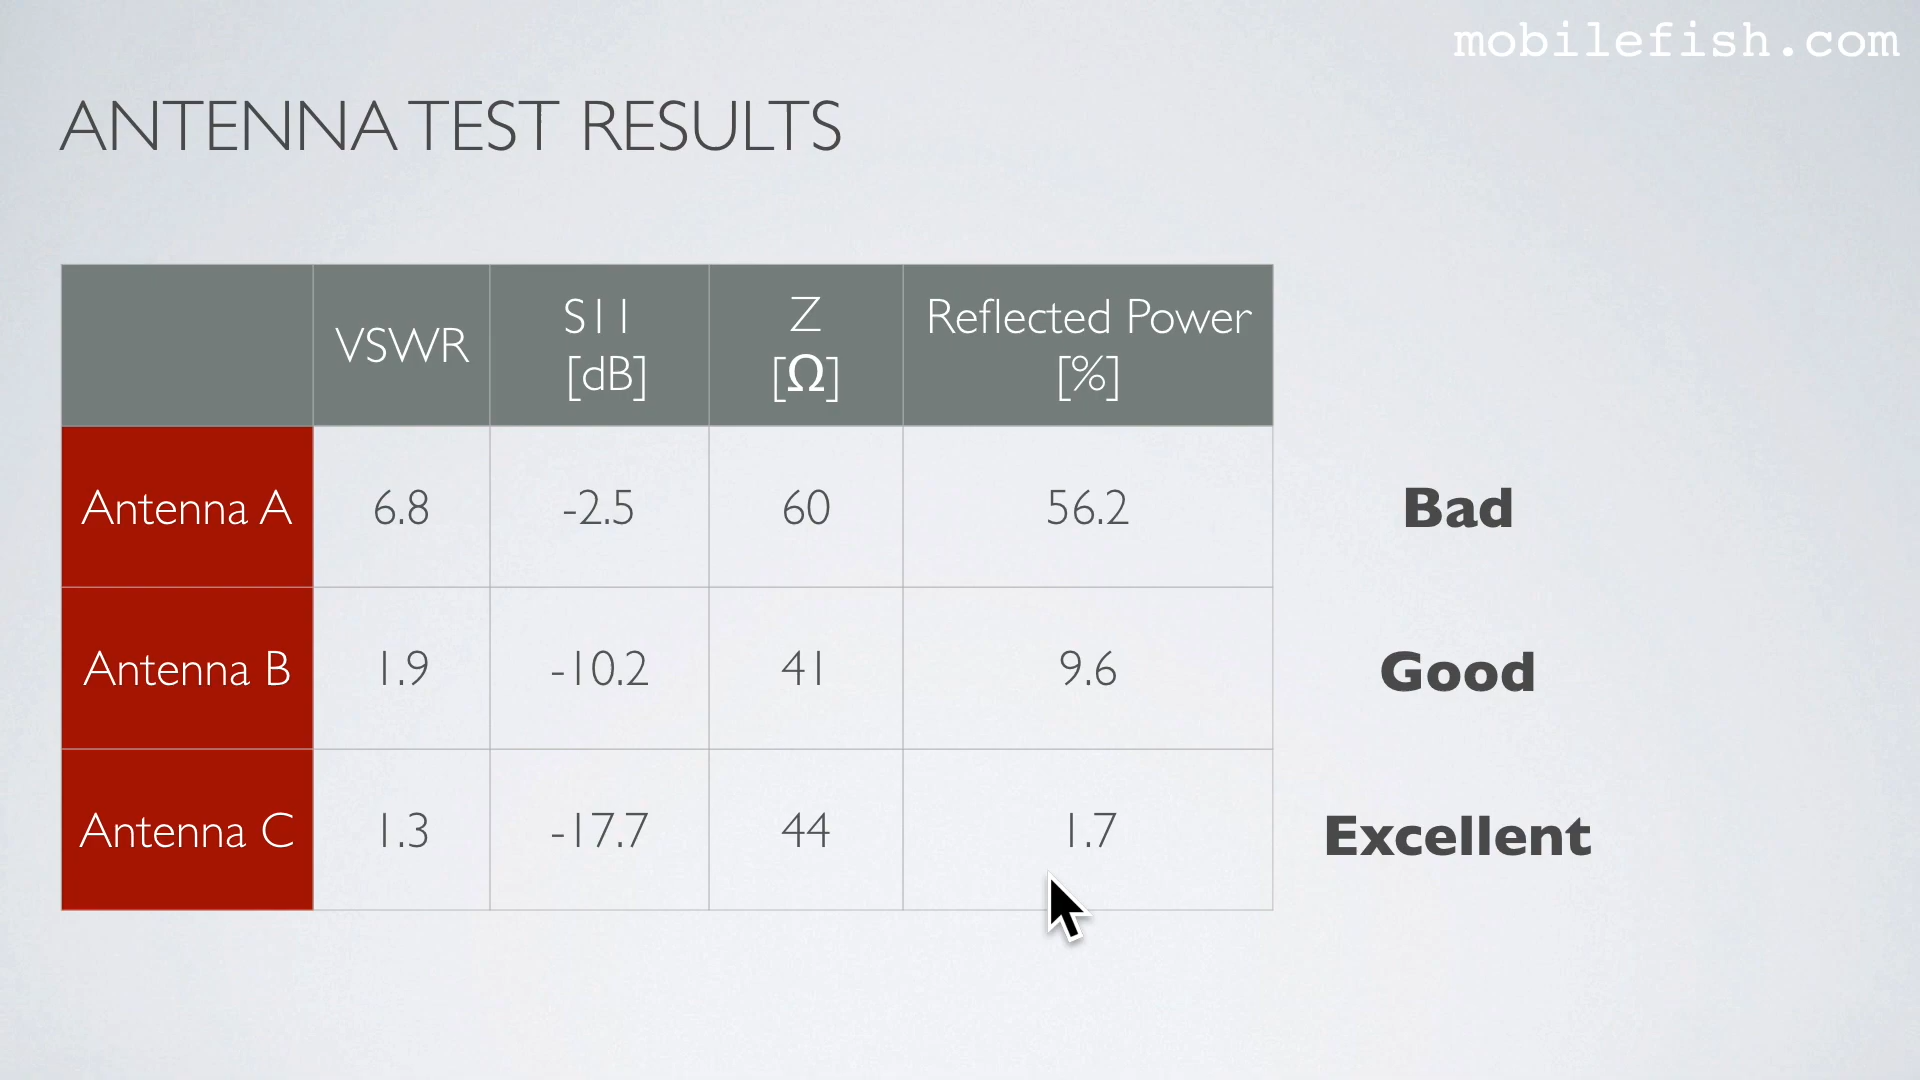 mobilefish.com
ANTENNA TEST RESULTS
VSWR S11 [dB] Z [Ω] Reflected Power [%]
Antenna A 6.8 -2.5 60 56.2 Bad
Antenna B 1.9 -10.2 41 9.6 Good
Antenna C 1.3 -17.7 44 1.7 Excellent